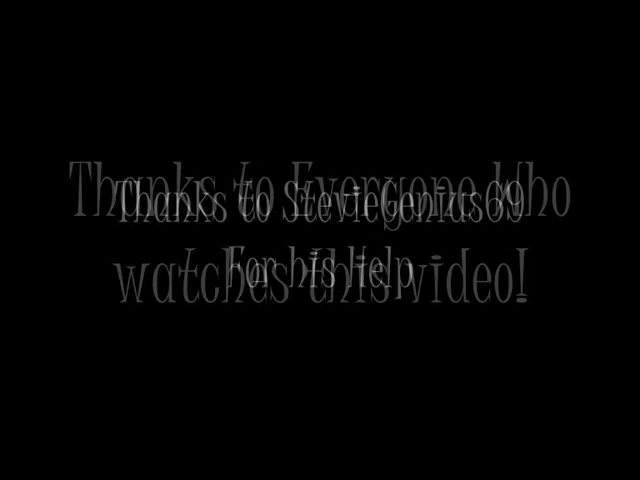 Thanks to Everyone Who
Thanks to StevieGenius69
For his Help
watches this video!